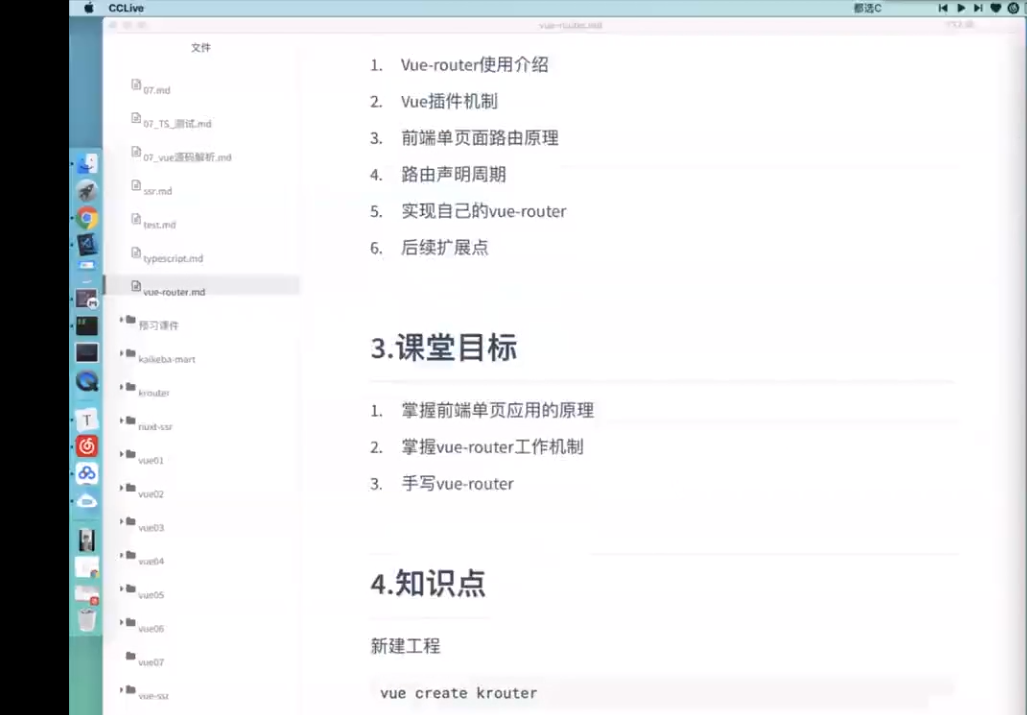 CCLive
都选C
vue-router.md
文件
07.md
07_TS_测试.md
07_vue源码解析.md
ssr.md
test.md
typescript.md
vue-router.md
预习课件
kaikeba-mart
krouter
nuxt-ssr
vue01
vue02
vue03
vue04
vue05
vue06
vue07
vue-ssr
1. Vue-router使用介绍
2. Vue插件机制
3. 前端单页面路由原理
4. 路由声明周期
5. 实现自己的vue-router
6. 后续扩展点
3.课堂目标
1. 掌握前端单页应用的原理
2. 掌握vue-router工作机制
3. 手写vue-router
4.知识点
新建工程
vue create krouter